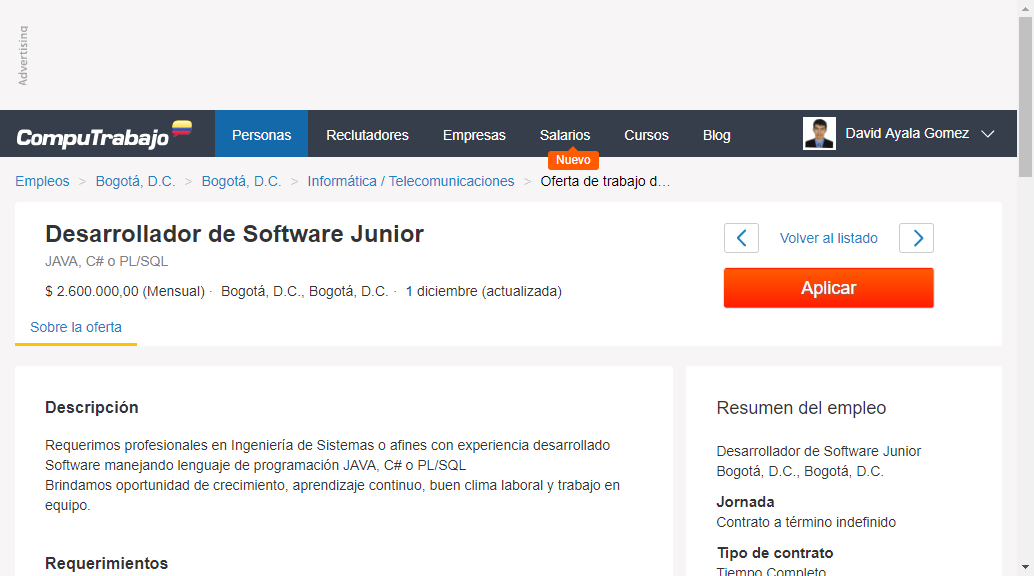 Advertising
CompuTrabajo
Personas
Reclutadores
Empresas
Salarios
Nuevo
Cursos
Blog
David Ayala Gomez
Empleos > Bogotá, D.C. > Bogotá, D.C. > Informática / Telecomunicaciones > Oferta de trabajo d...
Desarrollador de Software Junior
JAVA, C# o PL/SQL
$ 2.600.000,00 (Mensual) · Bogotá, D.C., Bogotá, D.C. · 1 diciembre (actualizada)
Volver al listado
Aplicar
Sobre la oferta
Descripción
Requerimos profesionales en Ingeniería de Sistemas o afines con experiencia desarrollado
Software manejando lenguaje de programación JAVA, C# o PL/SQL
Brindamos oportunidad de crecimiento, aprendizaje continuo, buen clima laboral y trabajo en
equipo.
Requerimientos
Resumen del empleo
Desarrollador de Software Junior
Bogotá, D.C., Bogotá, D.C.
Jornada
Contrato a término indefinido
Tipo de contrato
Tiempo Completo